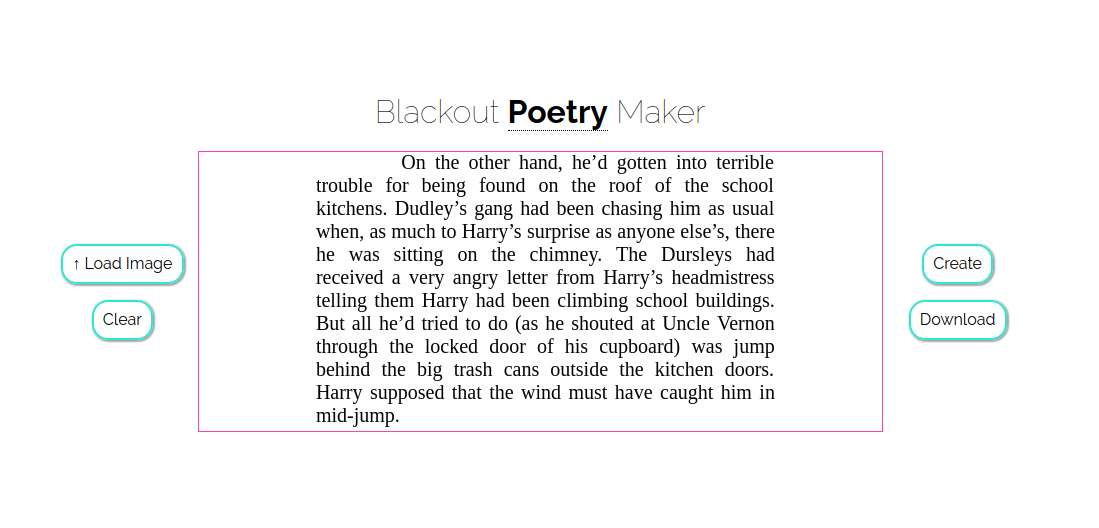 Blackout Poetry Maker
On the other hand, he’d gotten into terrible
trouble for being found on the roof of the school
kitchens. Dudley’s gang had been chasing him as usual
when, as much to Harry’s surprise as anyone else’s, there
he was sitting on the chimney. The Dursleys had
received a very angry letter from Harry’s headmistress
telling them Harry had been climbing school buildings.
But all he’d tried to do (as he shouted at Uncle Vernon
through the locked door of his cupboard) was jump
behind the big trash cans outside the kitchen doors.
Harry supposed that the wind must have caught him in
mid-jump.
↑ Load Image
Clear
Create
Download